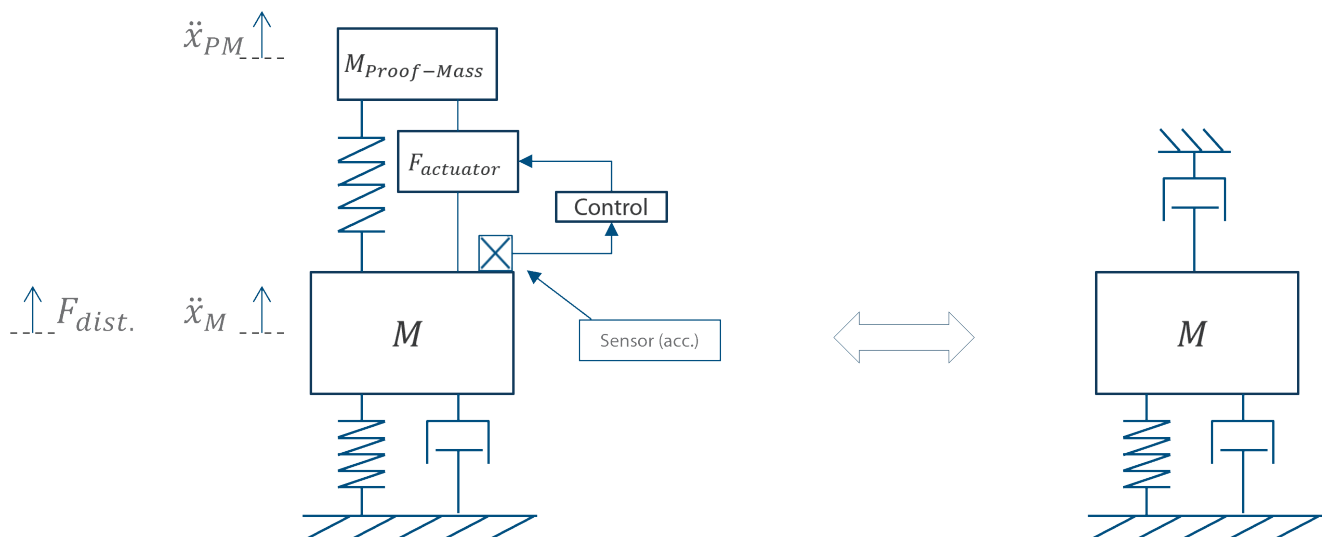 ẍ_PM
M_Proof−Mass
F_actuator
Control
F_dist.
ẍ_M
M
Sensor (acc.)
M